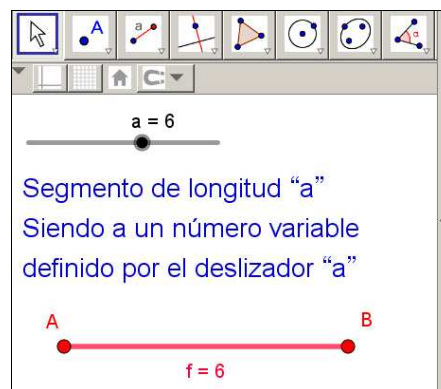 A
a
α
a = 6
Segmento de longitud “a”
Siendo a un número variable
definido por el deslizador “a”
A
B
f = 6